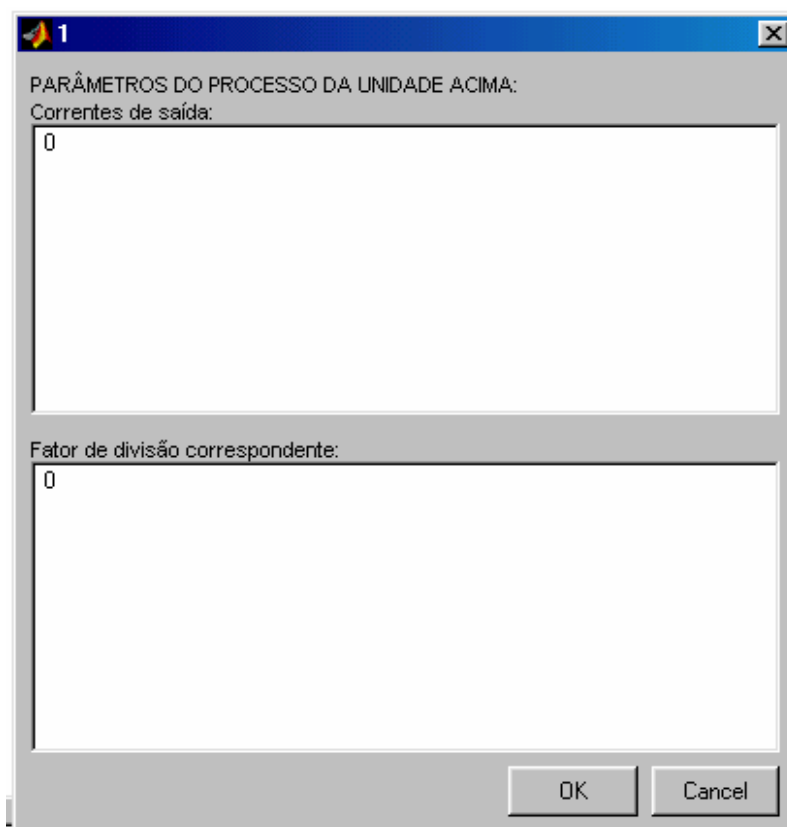 1
PARÂMETROS DO PROCESSO DA UNIDADE ACIMA:
Correntes de saída:
0
Fator de divisão correspondente:
0
OK Cancel